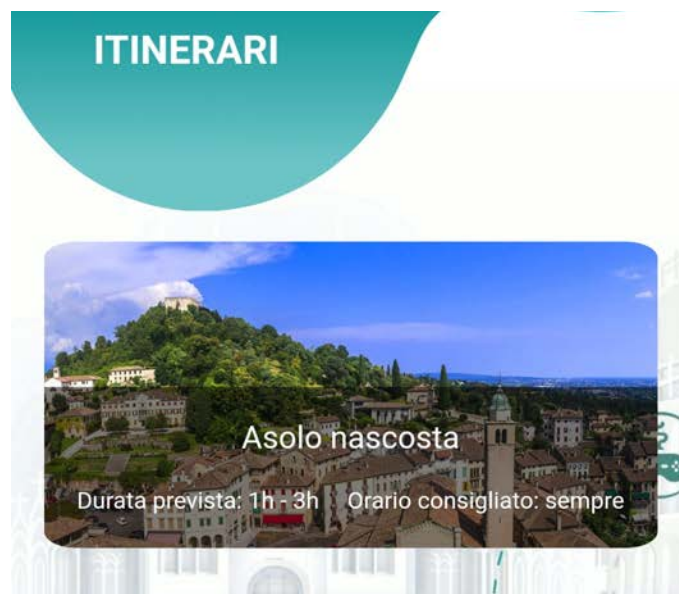 ITINERARI
Asolo nascosta
Durata prevista: 1h - 3h Orario consigliato: sempre